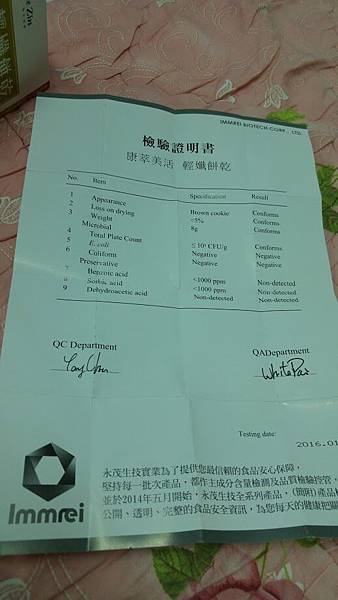 IMMREI BIOTECH CORP., LTD.
檢驗證明書
康萃美活 輕孅餅乾
No. Item Specification Result
1 Appearance Brown cookie Conforms
2 Loss on drying <5% Conforms
3 Weight 8g Conforms
Microbial
4 Total Plate Count Conforms
5 E. coli Negative Negative
6 Coliform Negative Negative
Preservative
7 Benzoic acid <1000 ppm Non-detected
8 Sorbic acid <1000 ppm Non-detected
9 Dehydroacetic acid Non-detected Non-detected
QC Department QADepartment
Testing date:
2016.01
永茂生技實業為了提供您最信賴的食品安心保障，
堅持每一批次產品，都作主成分含量檢測及品質檢驗控管，
並於2014年五月開始，永茂生技全系列產品，(附)產品
公開、透明、完整的食品安全資訊，為您每天的健康把關
Immrei